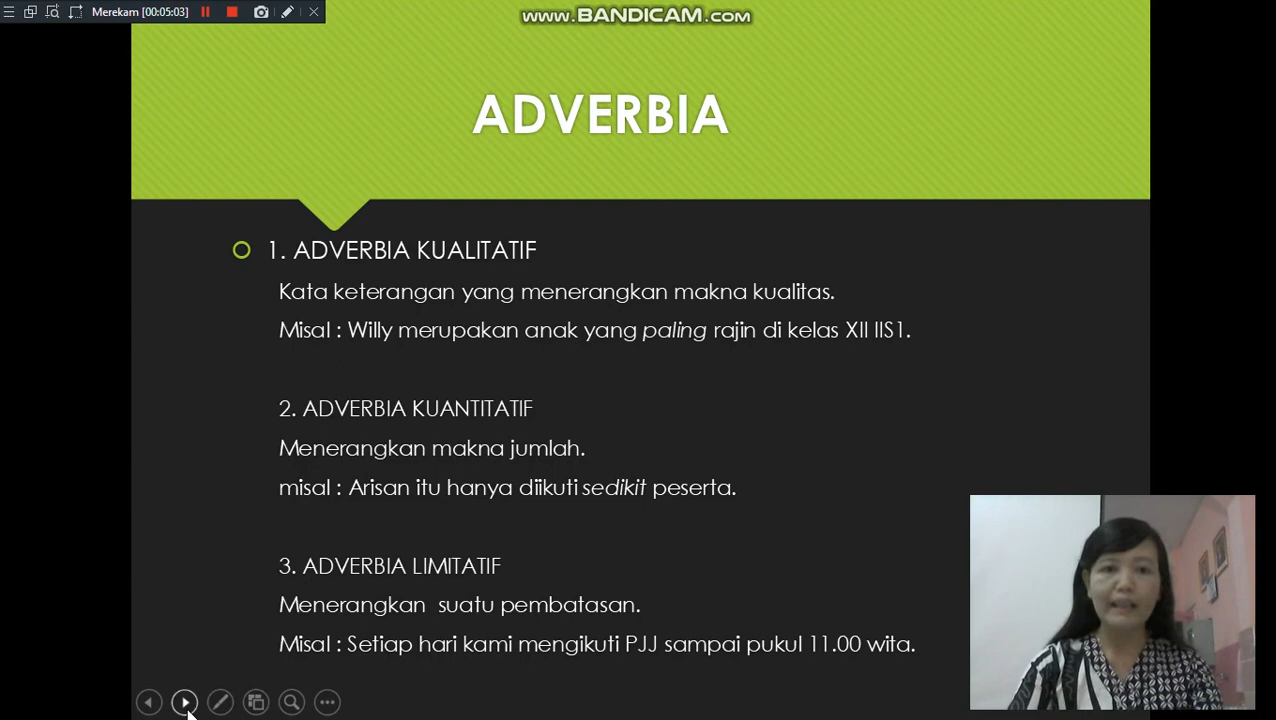 Merekam [00:05:03]
www.BANDICAM.com
ADVERBIA
1. ADVERBIA KUALITATIF
Kata keterangan yang menerangkan makna kualitas.
Misal : Willy merupakan anak yang paling rajin di kelas XII IIS1.
2. ADVERBIA KUANTITATIF
Menerangkan makna jumlah.
misal : Arisan itu hanya diikuti sedikit peserta.
3. ADVERBIA LIMITATIF
Menerangkan suatu pembatasan.
Misal : Setiap hari kami mengikuti PJJ sampai pukul 11.00 wita.